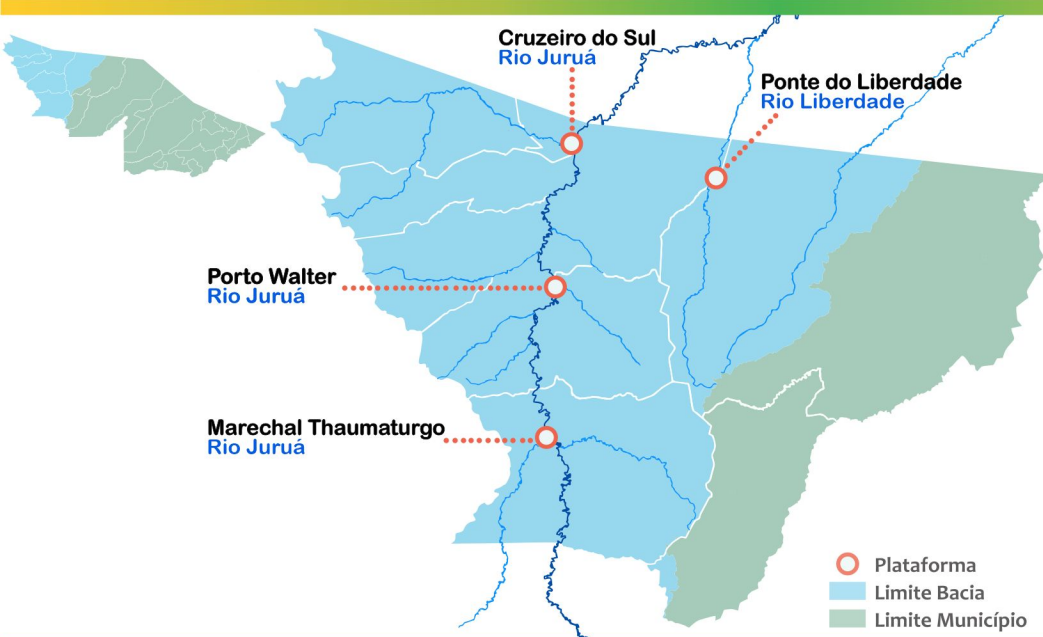 Cruzeiro do Sul
Rio Juruá
Ponte do Liberdade
Rio Liberdade
Porto Walter
Rio Juruá
Marechal Thaumaturgo
Rio Juruá
Plataforma
Limite Bacia
Limite Município